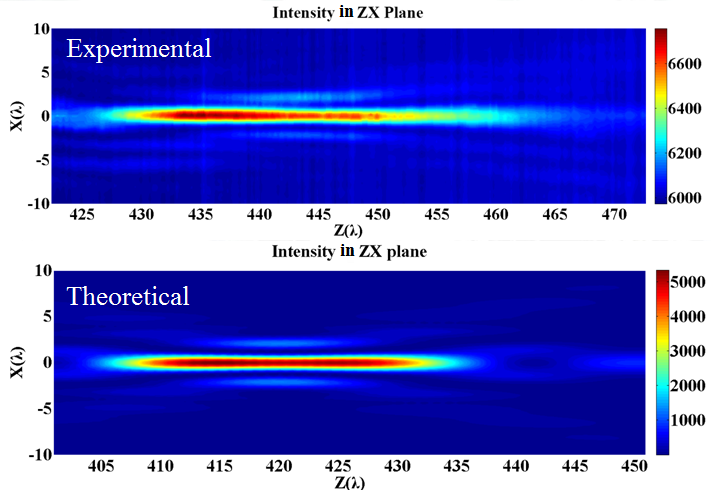 Intensity in ZX Plane
Experimental
10
5
0
-5
-10
X(λ)
425 430 435 440 445 450 455 460 465 470
Z(λ)
6600
6400
6200
6000
Intensity in ZX plane
Theoretical
10
5
0
-5
-10
X(λ)
405 410 415 420 425 430 435 440 445 450
Z(λ)
5000
4000
3000
2000
1000